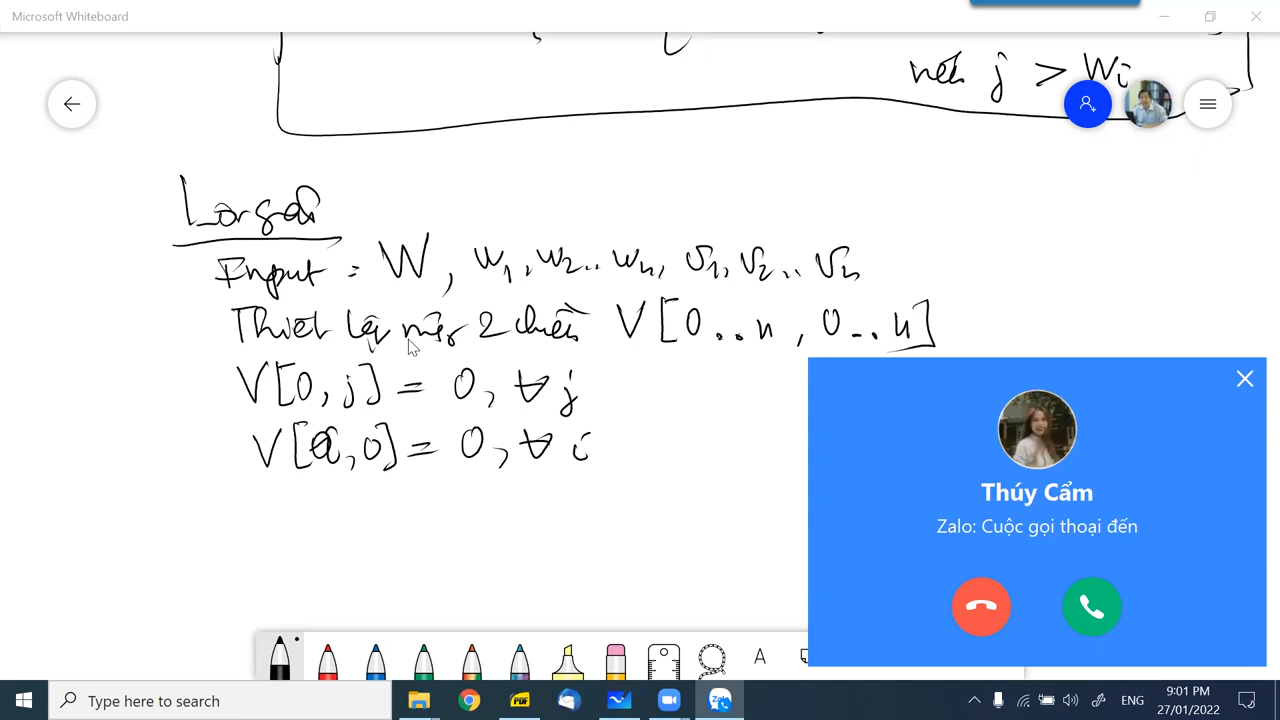 Microsoft Whiteboard
nếu j > Wi
Lời giải
Input : W, w1, w2.. wn, v1, v2.. vn
Thiết lập mảng 2 chiều V[0..n, 0..n]
V[0, j] = 0, ∀ j
V[i, 0] = 0, ∀ i
Thúy Cẩm
Zalo: Cuộc gọi thoại đến
A
Type here to search
PDF
Zalo
ENG
9:01 PM
27/01/2022